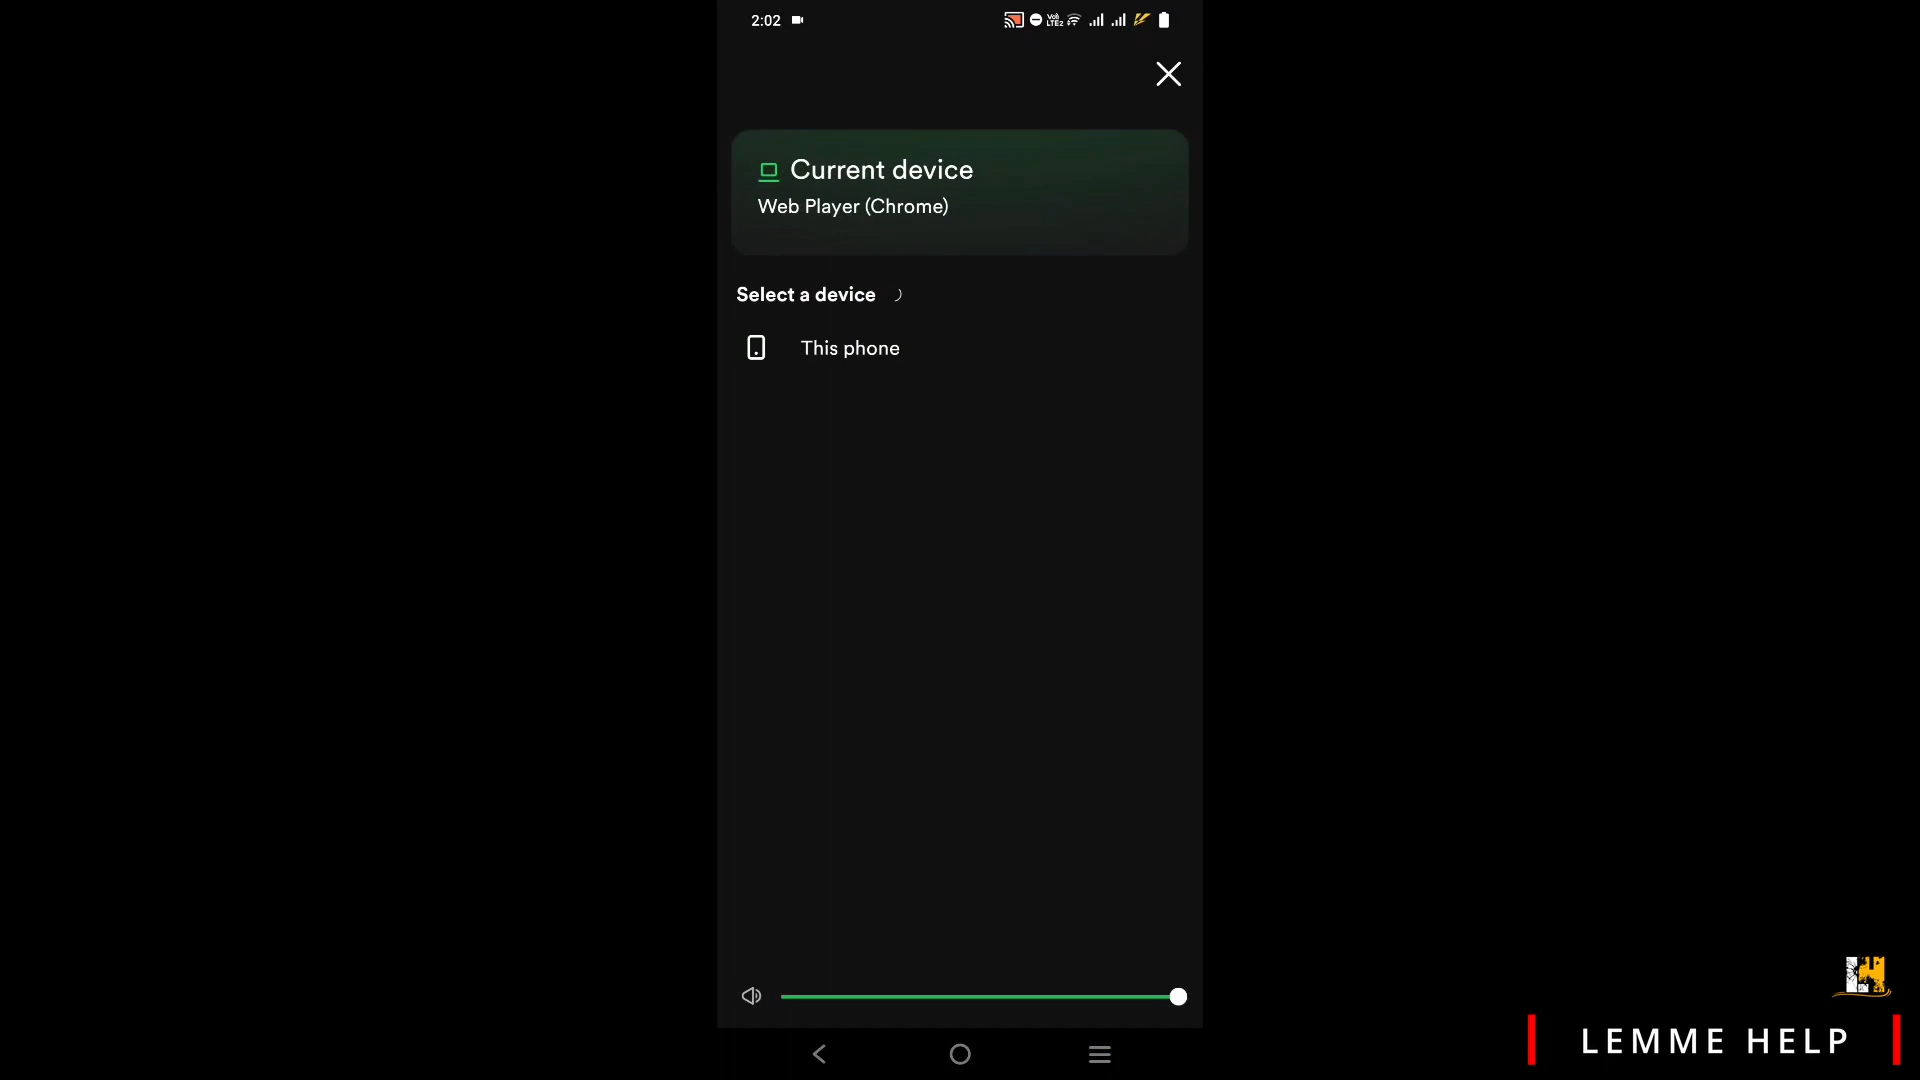 2:02
Current device
Web Player (Chrome)
Select a device
This phone
LEMME HELP